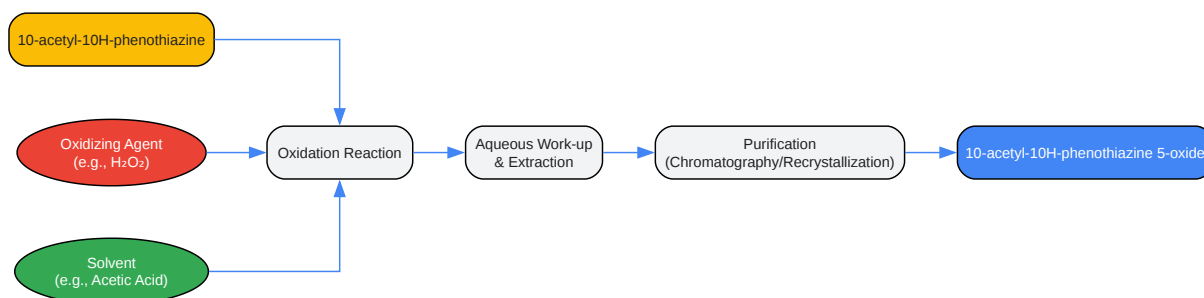 10-acetyl-10H-phenothiazine
Oxidizing Agent
(e.g., H₂O₂)
Oxidation Reaction
Aqueous Work-up
& Extraction
Purification
(Chromatography/Recrystallization)
10-acetyl-10H-phenothiazine 5-oxide
Solvent
(e.g., Acetic Acid)